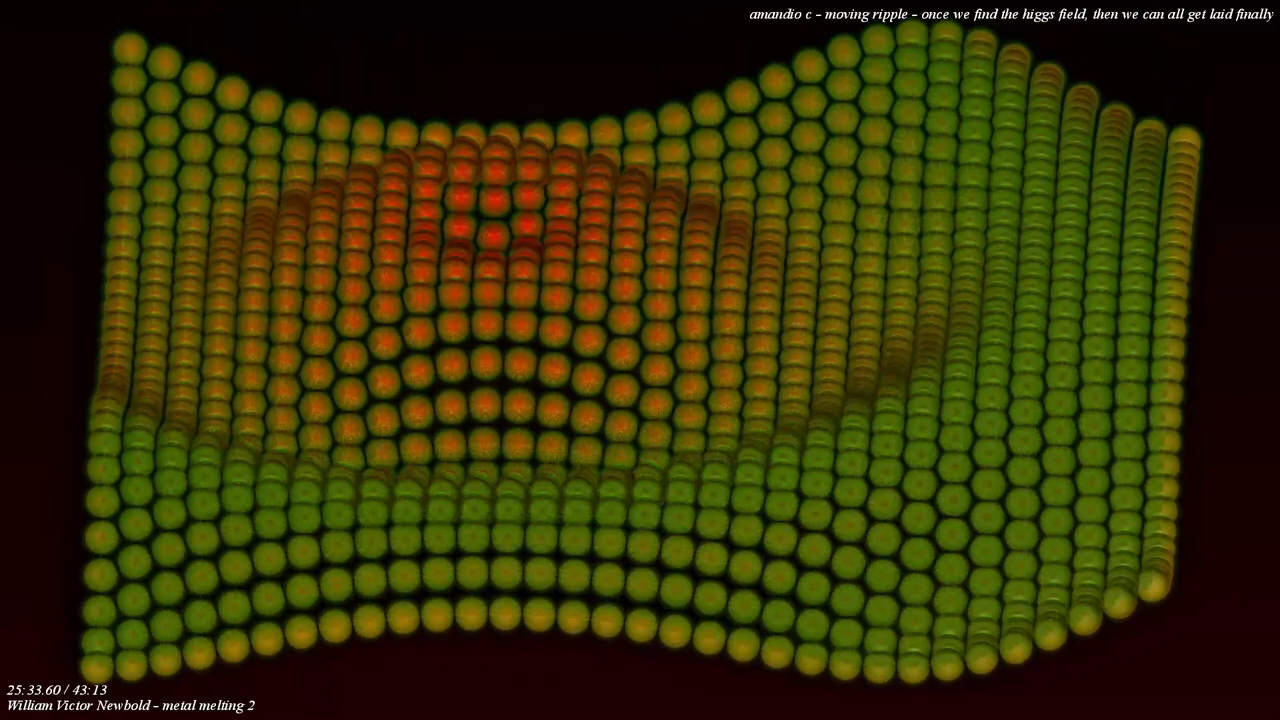 amandio c - moving ripple - once we find the higgs field, then we can all get laid finally
25:33.60 / 43:13
William Victor Newbold - metal melting 2